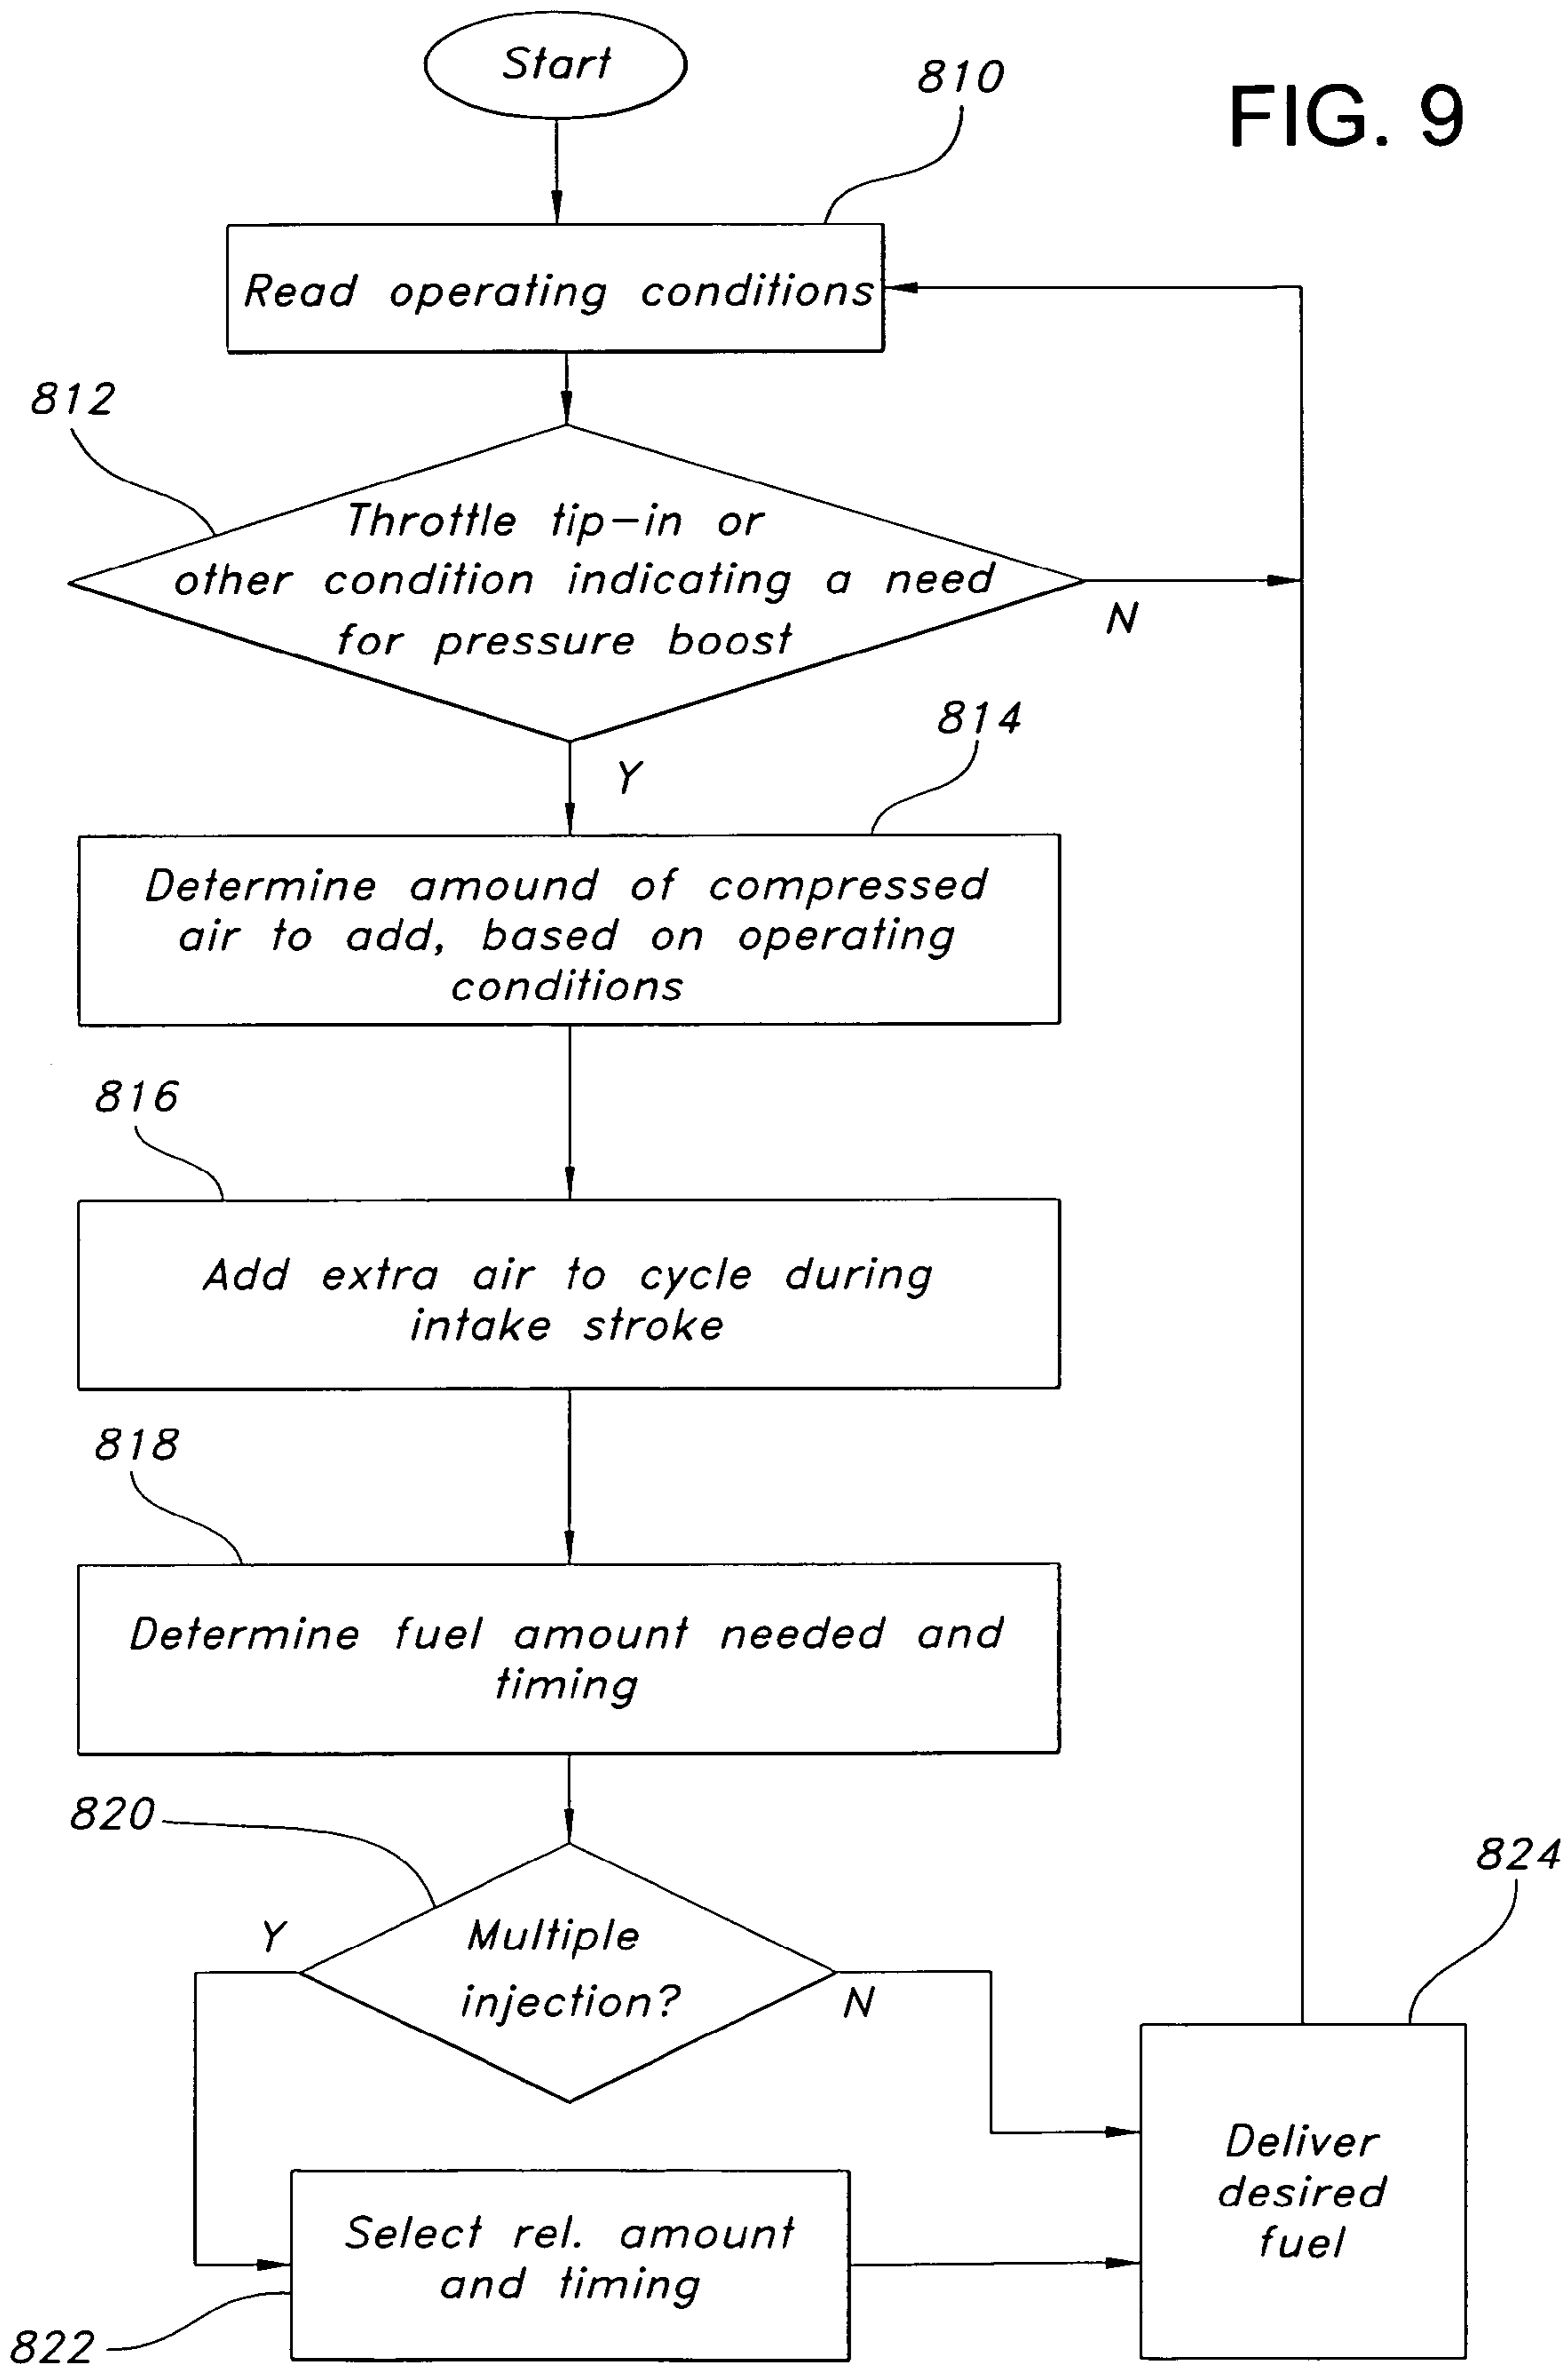 Start
810
FIG. 9
Read operating conditions
812
Throttle tip-in or
other condition indicating a need
for pressure boost
N
814
Y
Determine amount of compressed
air to add, based on operating
conditions
816
Add extra air to cycle during
intake stroke
818
Determine fuel amount needed and
timing
820
824
Y
Multiple
injection?
N
Deliver
desired
fuel
Select rel. amount
and timing
822